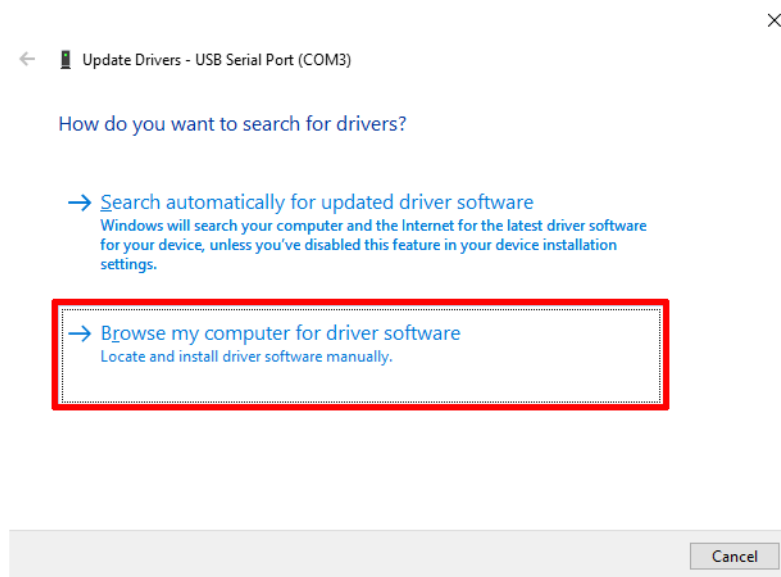 Update Drivers - USB Serial Port (COM3)
How do you want to search for drivers?
Search automatically for updated driver software
Windows will search your computer and the Internet for the latest driver software
for your device, unless you've disabled this feature in your device installation
settings.
Browse my computer for driver software
Locate and install driver software manually.
Cancel